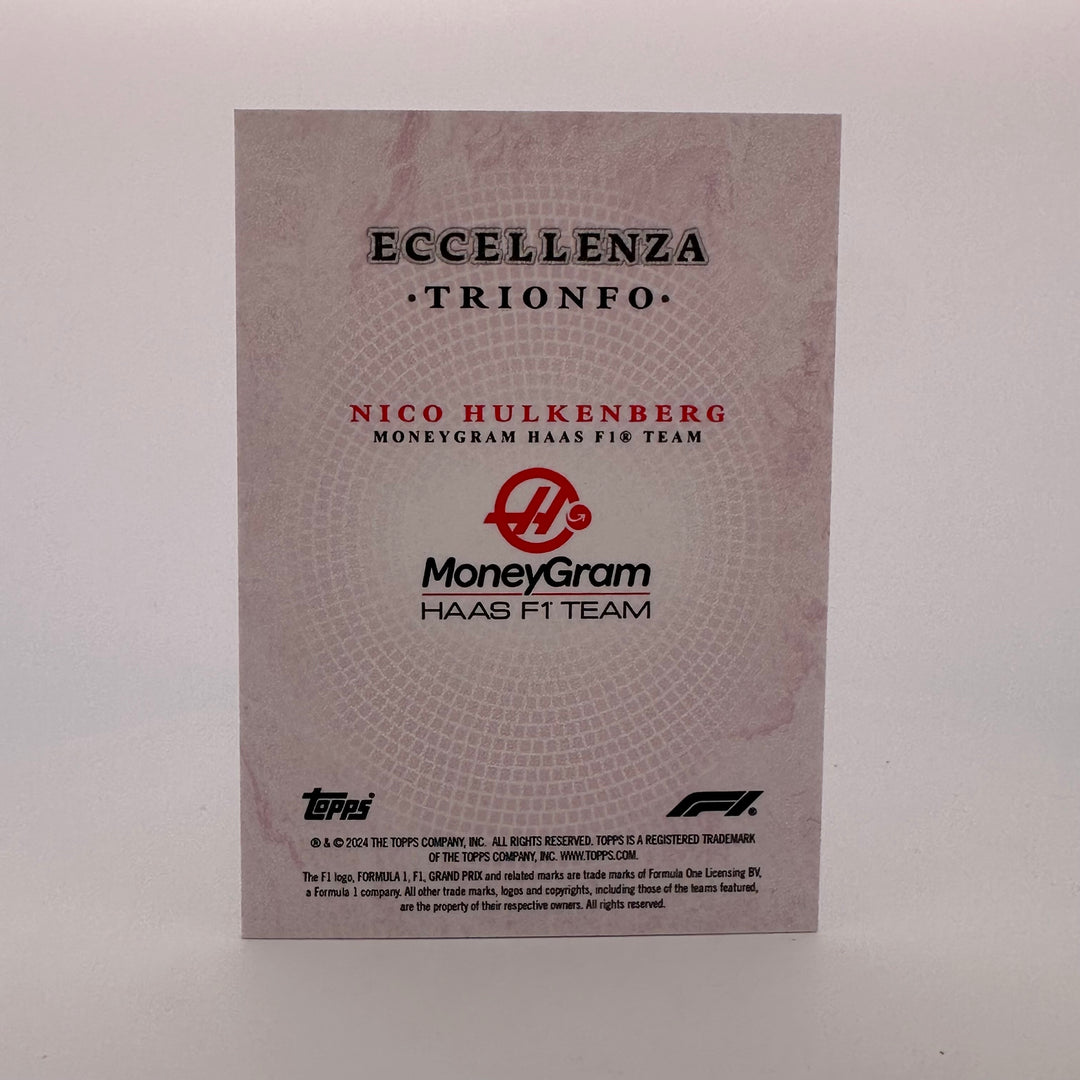 ECCELLENZA
·TRIONFO·
NICO HULKENBERG
MONEYGRAM HAAS F1® TEAM
H
MoneyGram
HAAS F1 TEAM
topps®
F1®
® & © 2024 THE TOPPS COMPANY, INC. ALL RIGHTS RESERVED. TOPPS IS A REGISTERED TRADEMARK
OF THE TOPPS COMPANY, INC. WWW.TOPPS.COM.
The F1 logo, FORMULA 1, F1, GRAND PRIX and related marks are trade marks of Formula One Licensing BV,
a Formula 1 company. All other trade marks, logos and copyrights, including those of the teams featured,
are the property of their respective owners. All rights reserved.